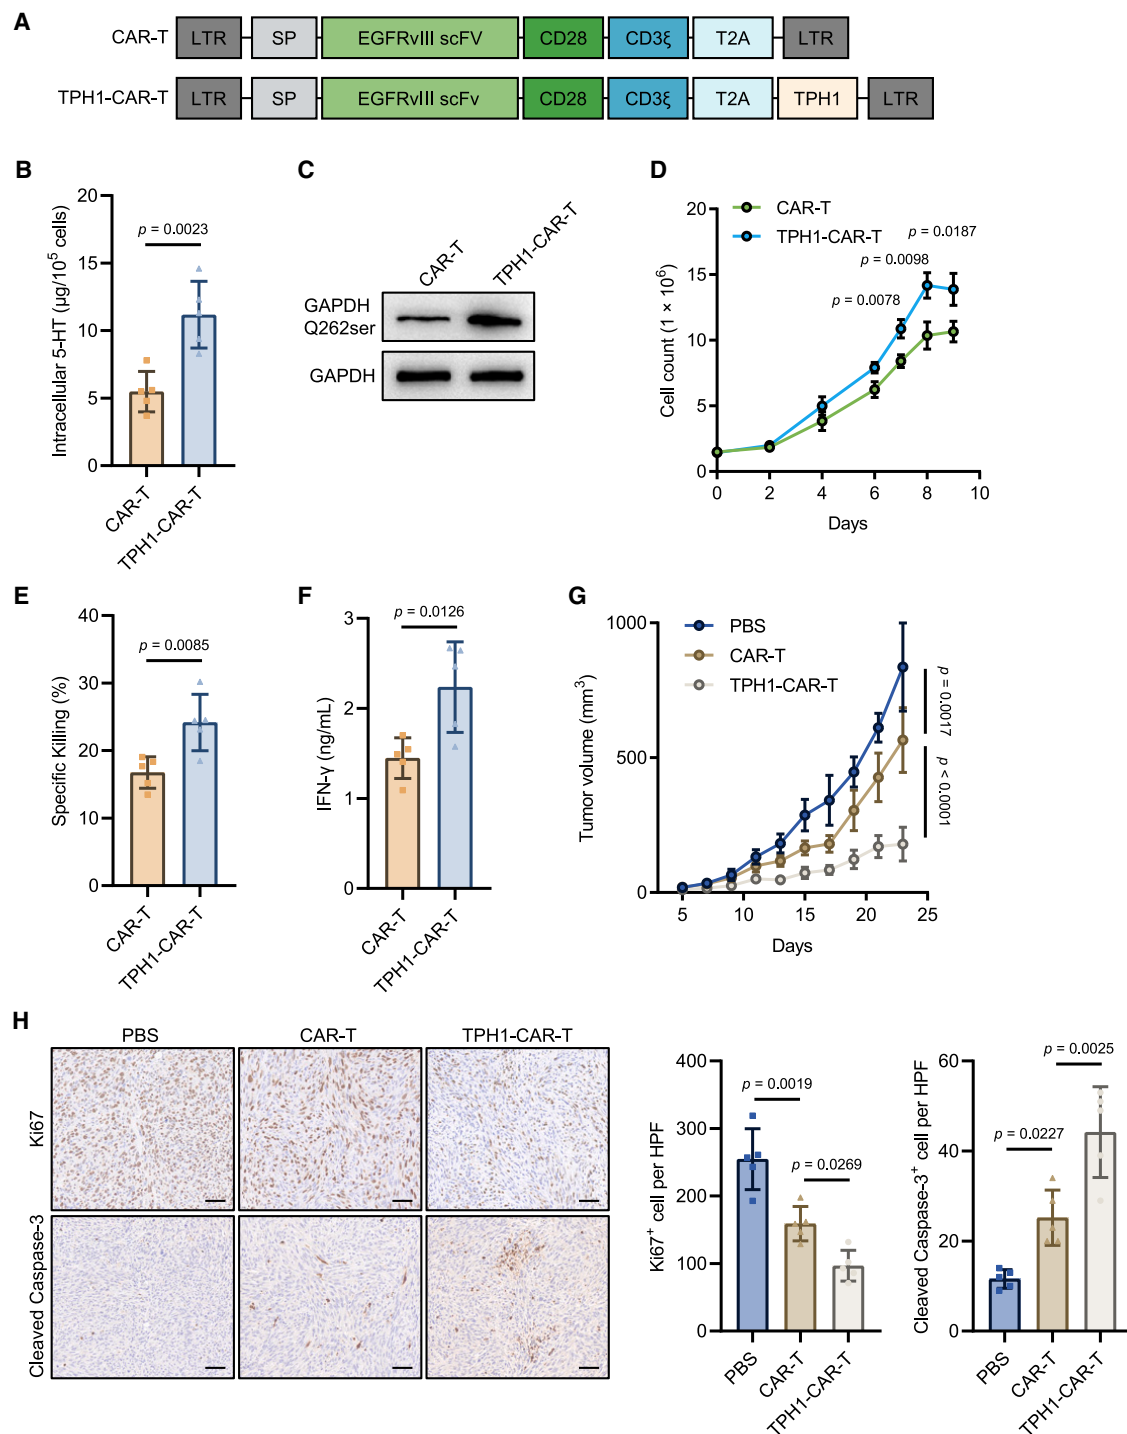 A
CAR-T LTR SP EGFRvIII scFV CD28 CD3ξ T2A LTR
TPH1-CAR-T LTR SP EGFRvIII scFv CD28 CD3ξ T2A TPH1 LTR
B
Intracellular 5-HT (μg/10⁵ cells)
20
15
10
5
0
p = 0.0023
CAR-T
TPH1-CAR-T
C
CAR-T
TPH1-CAR-T
GAPDH
Q262ser
GAPDH
D
Cell count (1 × 10⁶)
20
15
10
5
0
CAR-T
TPH1-CAR-T
p = 0.0187
p = 0.0098
p = 0.0078
0 2 4 6 8 10
Days
E
Specific Killing (%)
40
30
20
10
0
p = 0.0085
CAR-T
TPH1-CAR-T
F
IFN-γ (ng/mL)
3
2
1
0
p = 0.0126
CAR-T
TPH1-CAR-T
G
Tumor volume (mm³)
1000
500
0
PBS
CAR-T
TPH1-CAR-T
p = 0.0017
p < 0.0001
5 10 15 20 25
Days
H
PBS CAR-T TPH1-CAR-T
Ki67
Cleaved Caspase-3
Ki67⁺ cell per HPF
400
300
200
100
0
p = 0.0019
p = 0.0269
PBS
CAR-T
TPH1-CAR-T
Cleaved Caspase-3⁺ cell per HPF
60
40
20
0
p = 0.0025
p = 0.0227
PBS
CAR-T
TPH1-CAR-T